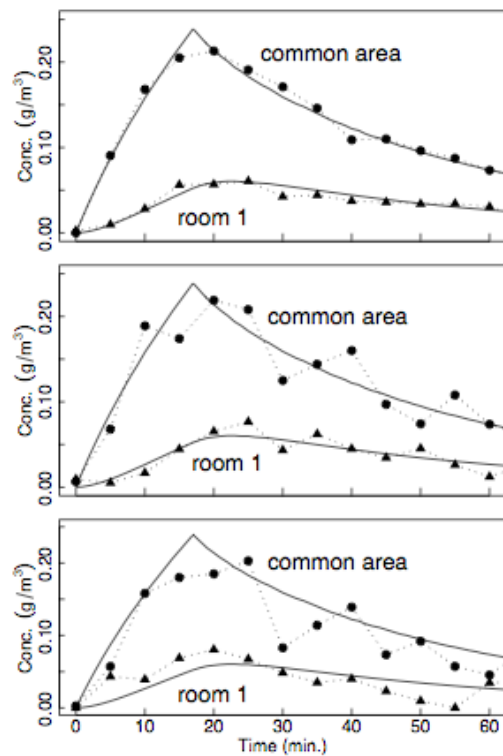 Conc. (g/m³)
0.00
0.10
0.20
common area
room 1
Conc. (g/m³)
0.00
0.10
0.20
common area
room 1
Conc. (g/m³)
0.00
0.10
0.20
common area
room 1
0 10 20 30 40 50 60
Time (min.)